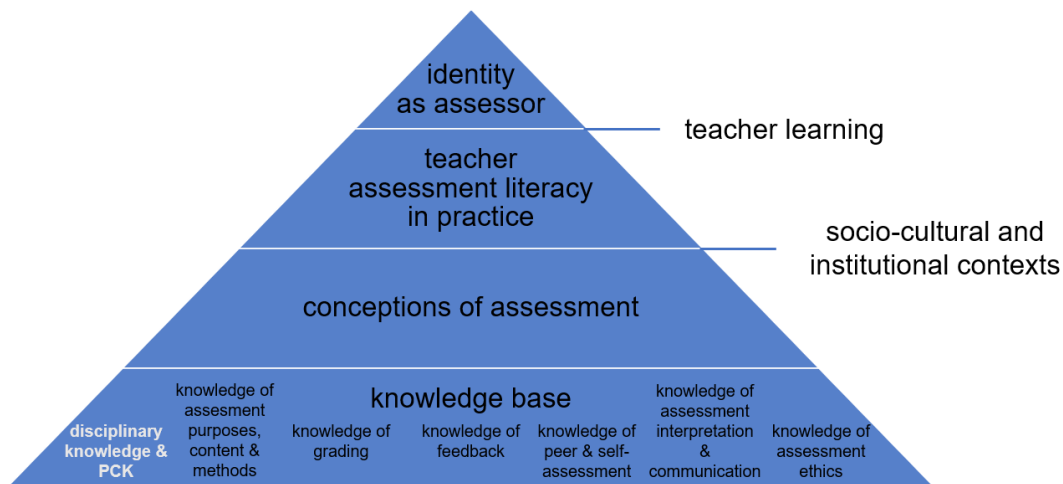 identity
as assessor
teacher learning
teacher
assessment literacy
in practice
socio-cultural and
institutional contexts
conceptions of assessment
knowledge base
disciplinary
knowledge &
PCK
knowledge of
assesment
purposes,
content &
methods
knowledge of
grading
knowledge of
feedback
knowledge of
peer & self-
assessment
knowledge of
assessment
interpretation
&
communication
knowledge of
assessment
ethics